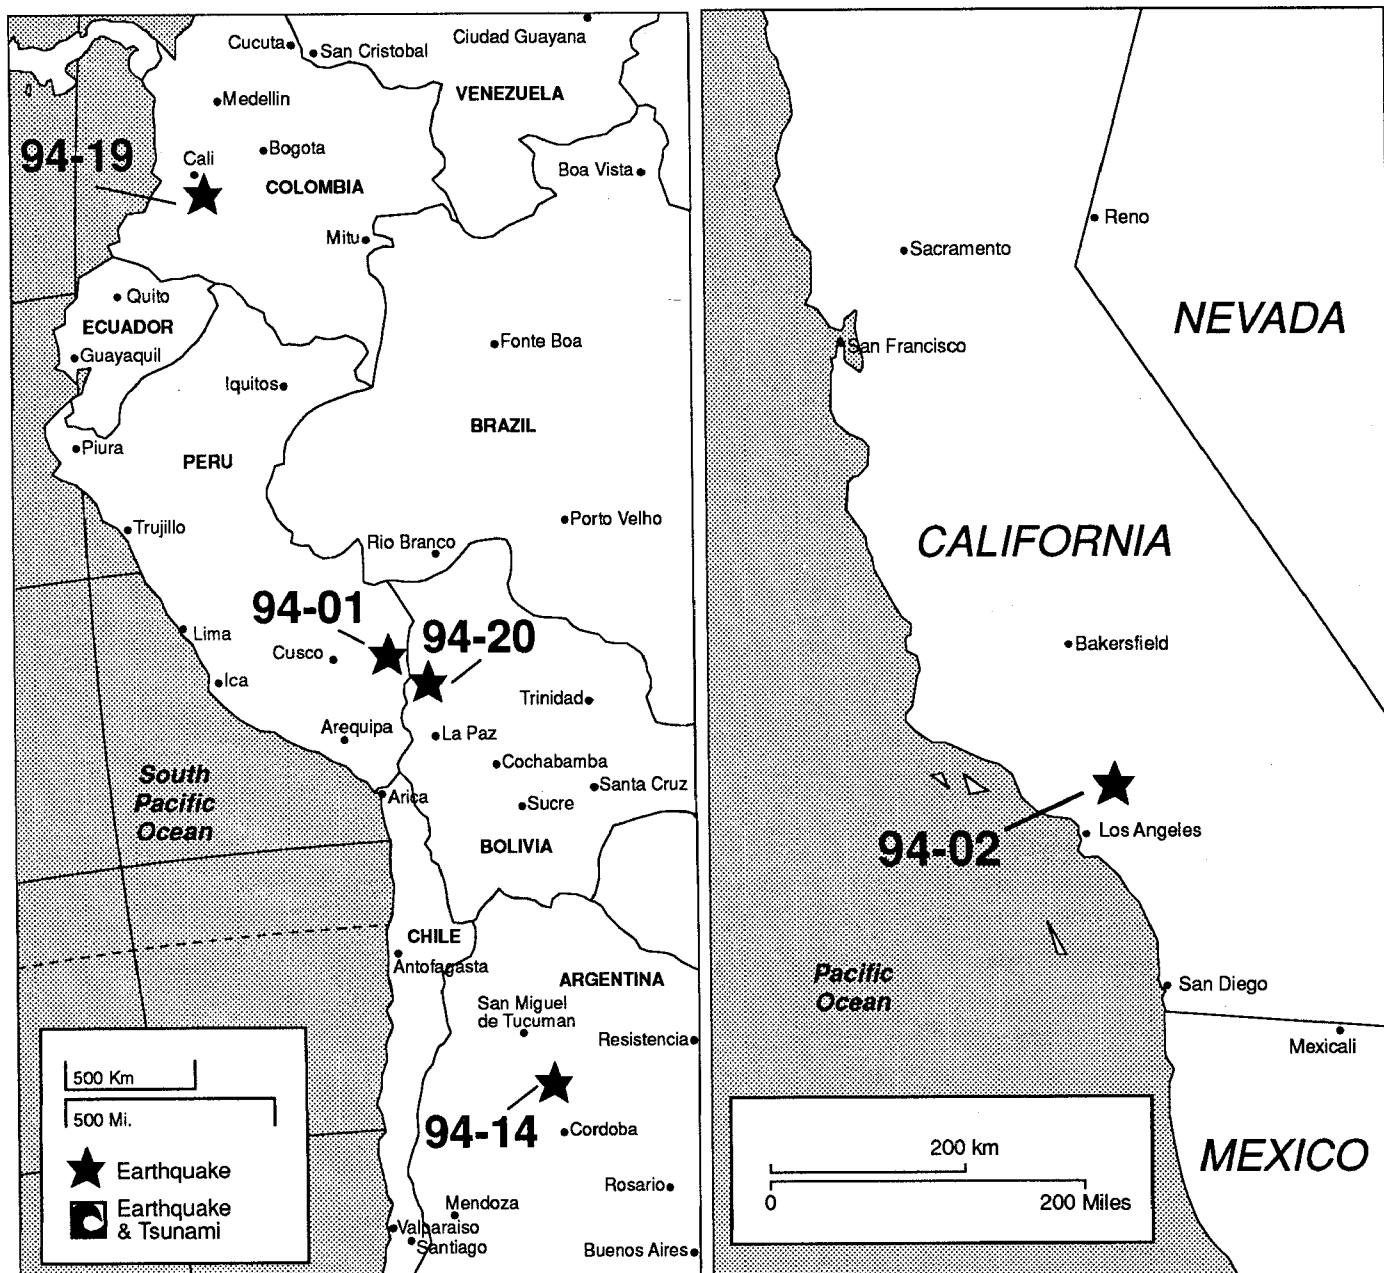 Cucuta
San Cristobal
Ciudad Guayana
VENEZUELA
Medellin
94-19
Cali
Bogota
COLOMBIA
Boa Vista
Mitu
Quito
ECUADOR
Guayaquil
Fonte Boa
Iquitos
BRAZIL
Piura
PERU
Trujillo
Porto Velho
Rio Branco
94-01
94-20
Lima
Cusco
Ica
Trinidad
Arequipa
La Paz
Cochabamba
South
Pacific
Ocean
Arica
Santa Cruz
Sucre
BOLIVIA
CHILE
Antofagasta
ARGENTINA
San Miguel
de Tucuman
Resistencia
94-14
Cordoba
Rosario
Mendoza
Valparaiso
Santiago
Buenos Aires
500 Km
500 Mi.
Earthquake
Earthquake
& Tsunami
Reno
Sacramento
NEVADA
San Francisco
CALIFORNIA
Bakersfield
94-02
Los Angeles
Pacific
Ocean
San Diego
Mexicali
MEXICO
200 km
0
200 Miles